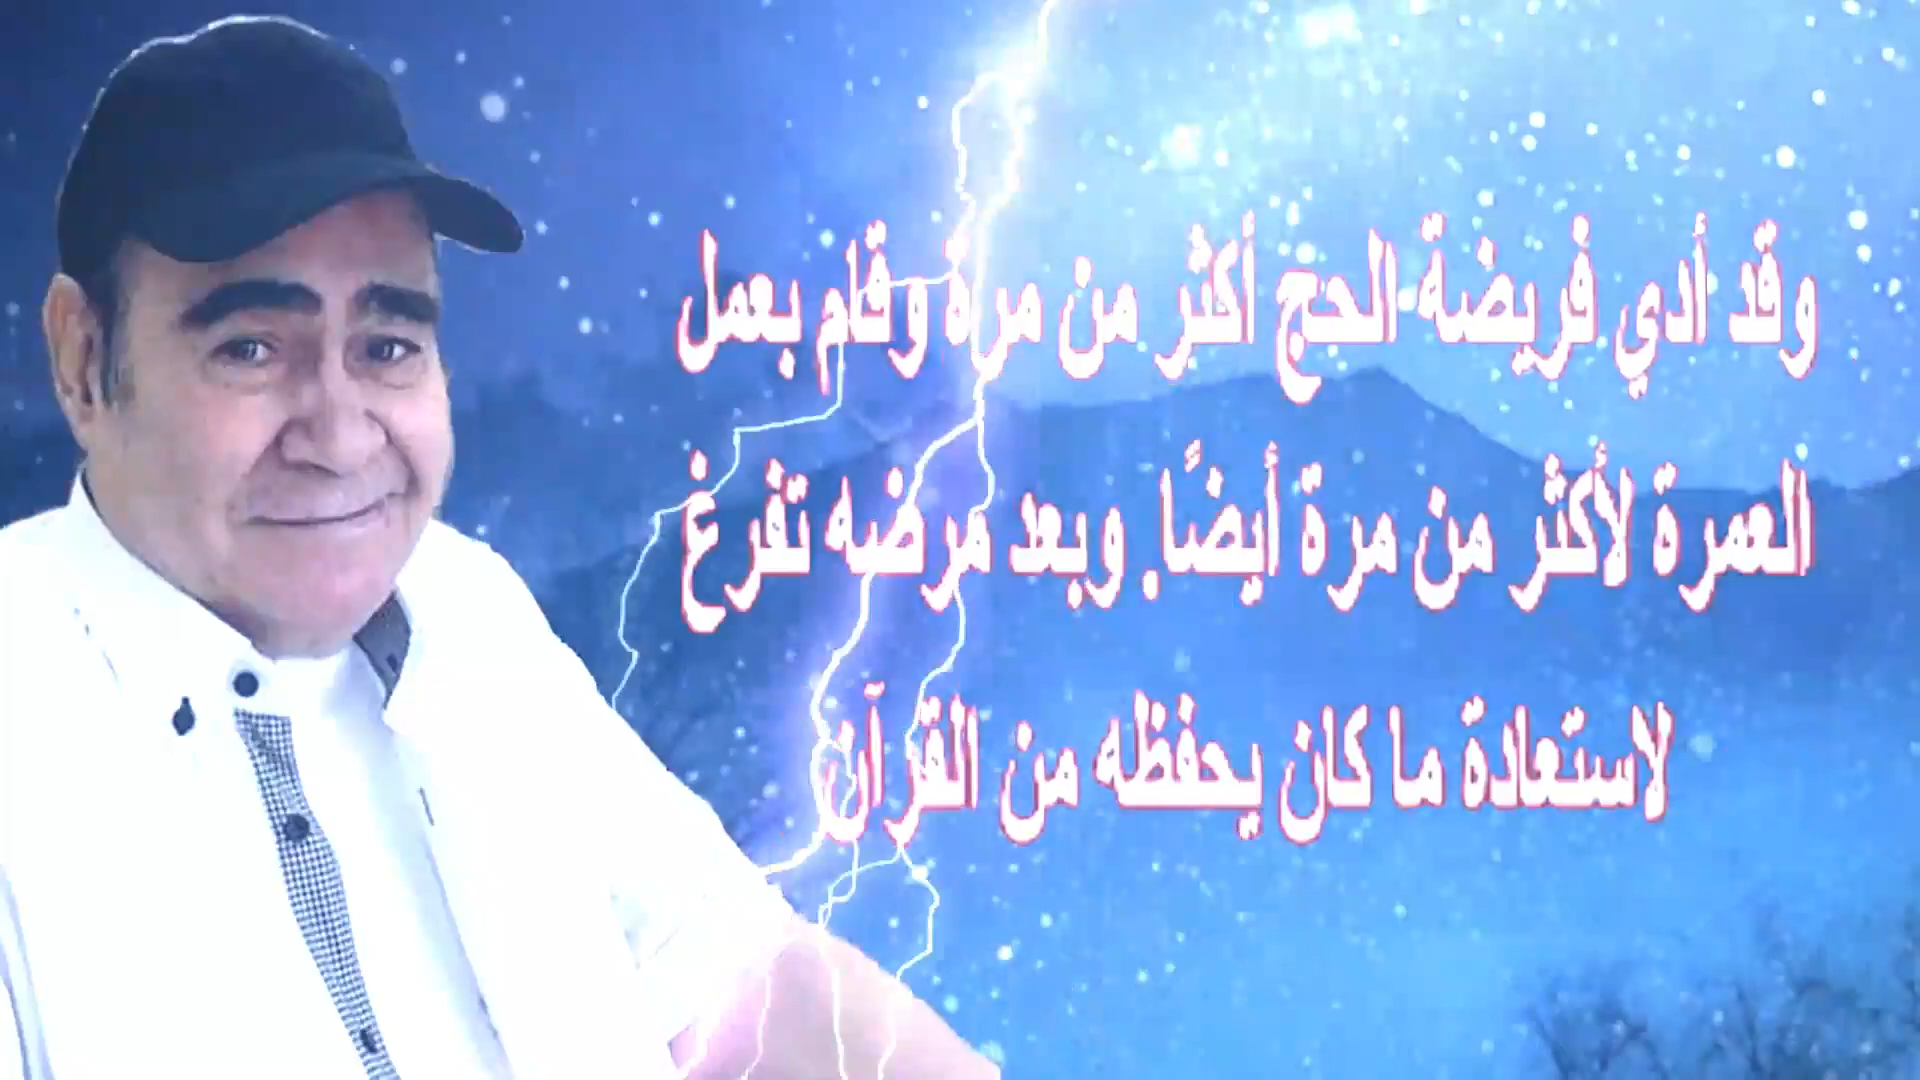 وقد أدي فريضة الحج أكثر من مرة وقام بعمل
العمرة لأكثر من مرة أيضًا. وبعد مرضه تفرغ
لاستعادة ما كان يحفظه من القرآن